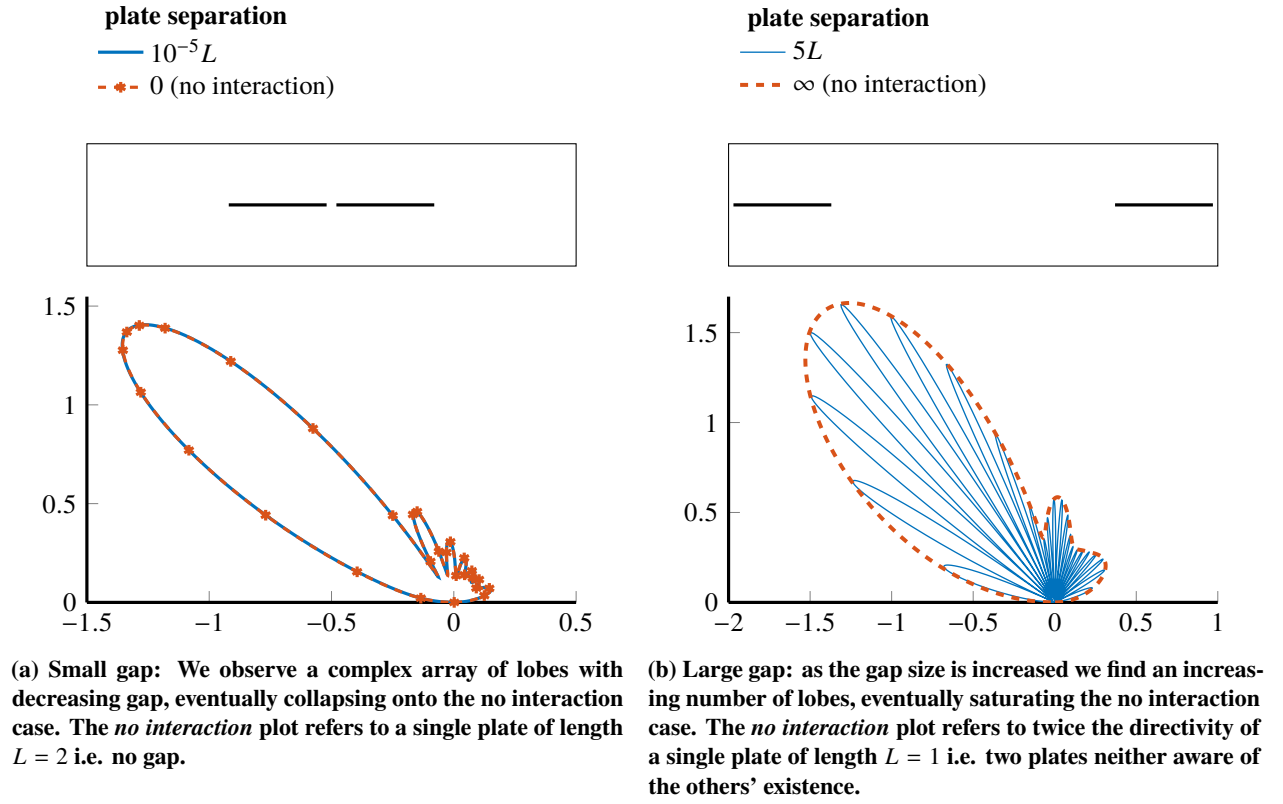 plate separation
10⁻⁵L
0 (no interaction)
1.5
1
0.5
0
−1.5
−1
−0.5
0
0.5
(a) Small gap: We observe a complex array of lobes with
decreasing gap, eventually collapsing onto the no interaction
case. The no interaction plot refers to a single plate of length
L = 2 i.e. no gap.
plate separation
5L
∞ (no interaction)
1.5
1
0.5
0
−2
−1.5
−1
−0.5
0
0.5
1
(b) Large gap: as the gap size is increased we find an increas-
ing number of lobes, eventually saturating the no interaction
case. The no interaction plot refers to twice the directivity of
a single plate of length L = 1 i.e. two plates neither aware of
the others' existence.